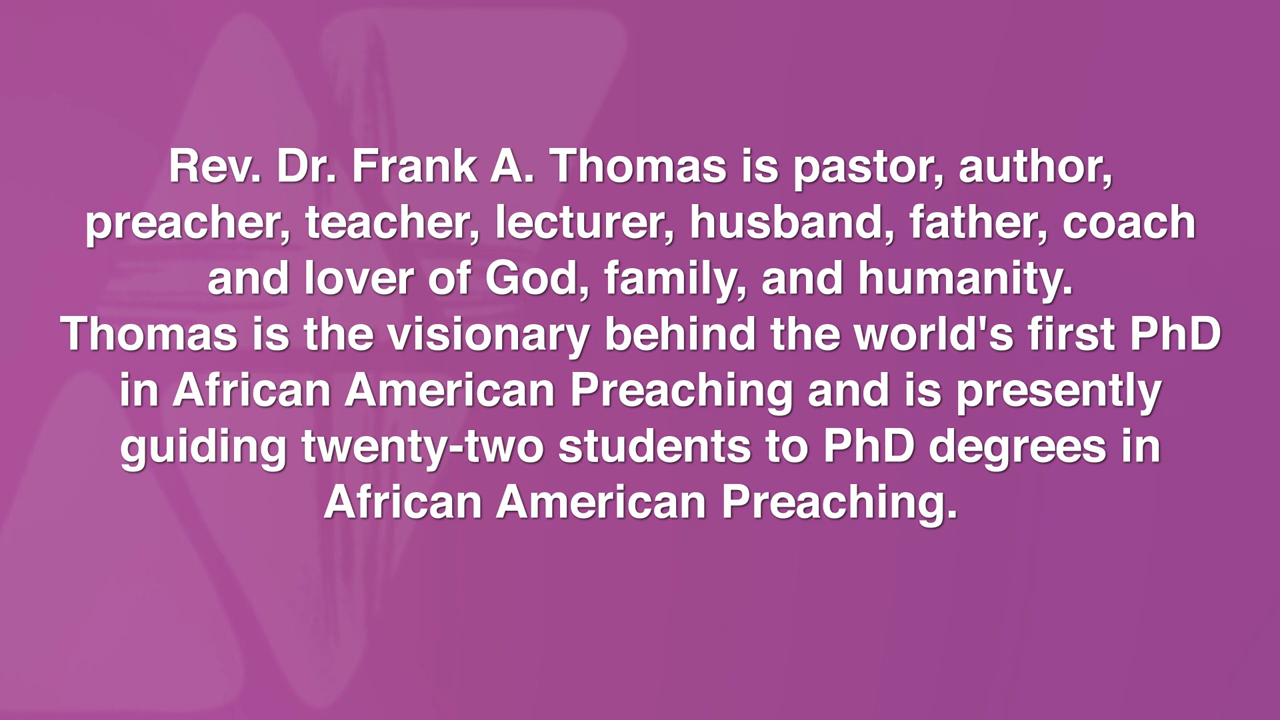 Rev. Dr. Frank A. Thomas is pastor, author,
preacher, teacher, lecturer, husband, father, coach
and lover of God, family, and humanity.
Thomas is the visionary behind the world's first PhD
in African American Preaching and is presently
guiding twenty-two students to PhD degrees in
African American Preaching.